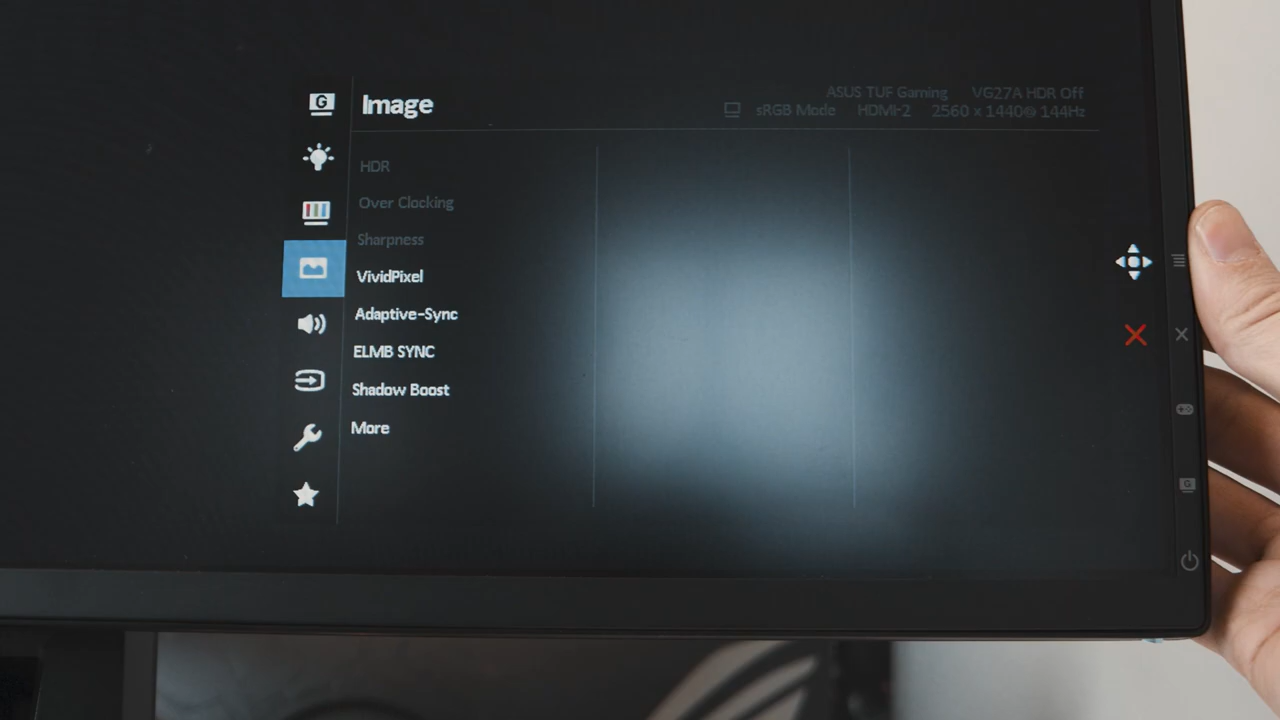 G
Image
ASUS TUF Gaming VG27A HDR Off
sRGB Mode HDMI-2 2560 x 1440@ 144Hz
HDR
Over Clocking
Sharpness
VividPixel
Adaptive-Sync
ELMB SYNC
Shadow Boost
More
G